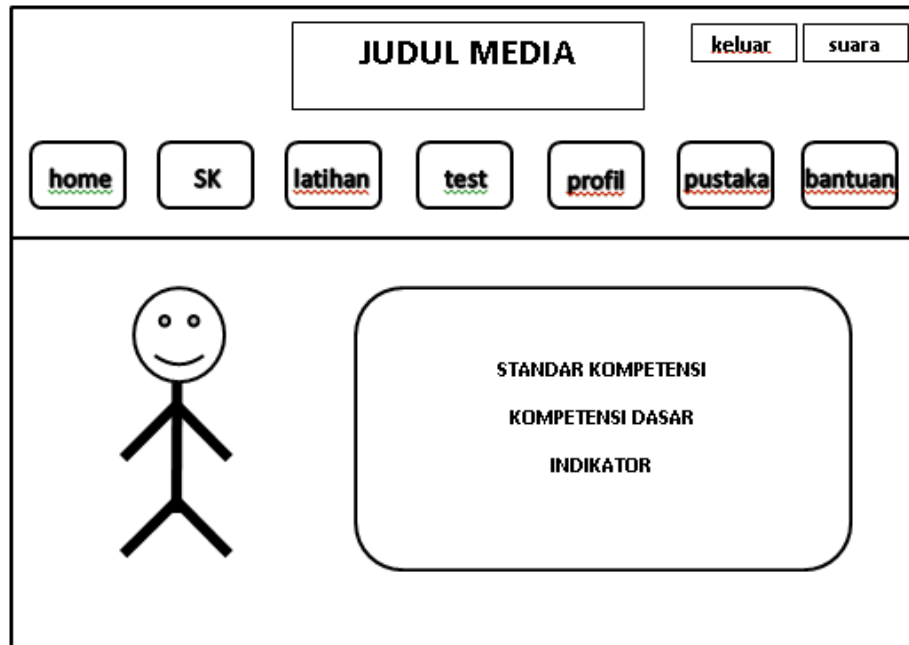 JUDUL MEDIA
keluar
suara
home
SK
latihan
test
profil
pustaka
bantuan
STANDAR KOMPETENSI
KOMPETENSI DASAR
INDIKATOR